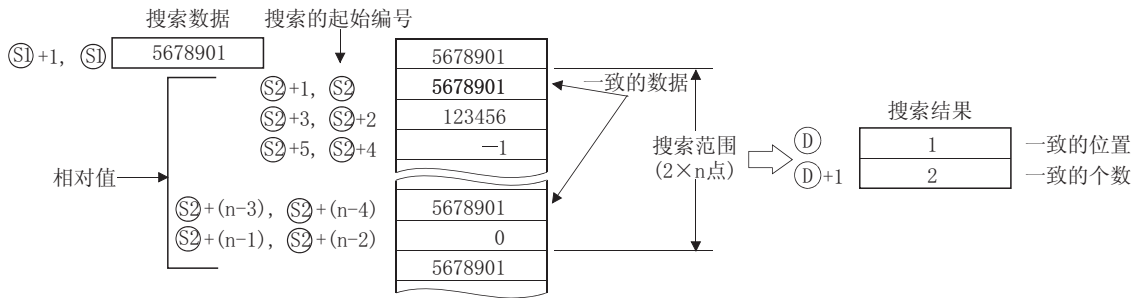 搜索数据
搜索的起始编号
Ⓢ1+1, Ⓢ1
5678901
5678901
Ⓢ2+1, Ⓢ2
5678901
一致的数据
Ⓢ2+3, Ⓢ2+2
123456
Ⓢ2+5, Ⓢ2+4
—1
相对值
搜索范围
(2×n点)
搜索结果
Ⓓ
1
一致的位置
Ⓓ+1
2
一致的个数
Ⓢ2+(n-3), Ⓢ2+(n-4)
5678901
Ⓢ2+(n-1), Ⓢ2+(n-2)
0
5678901